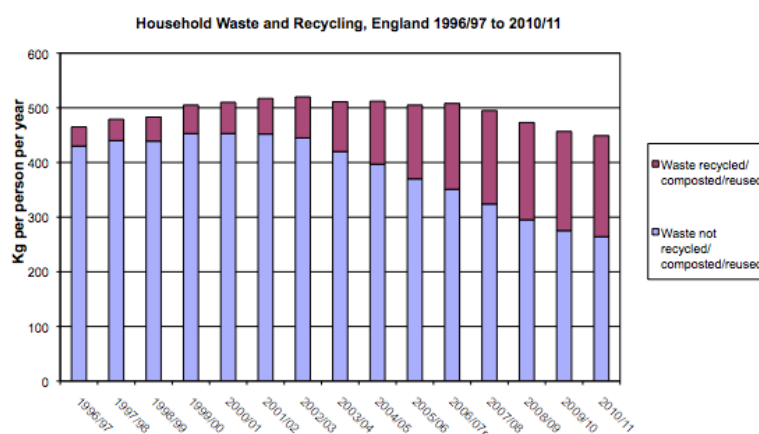 Household Waste and Recycling, England 1996/97 to 2010/11
Kg per person per year
600
500
400
300
200
100
0
1996/97
1997/98
1998/99
1999/00
2000/01
2001/02
2002/03
2003/04
2004/05
2005/06
2006/07r
2007/08
2008/09
2009/10
2010/11
Waste recycled/
composted/reused
Waste not
recycled/
composted/reused